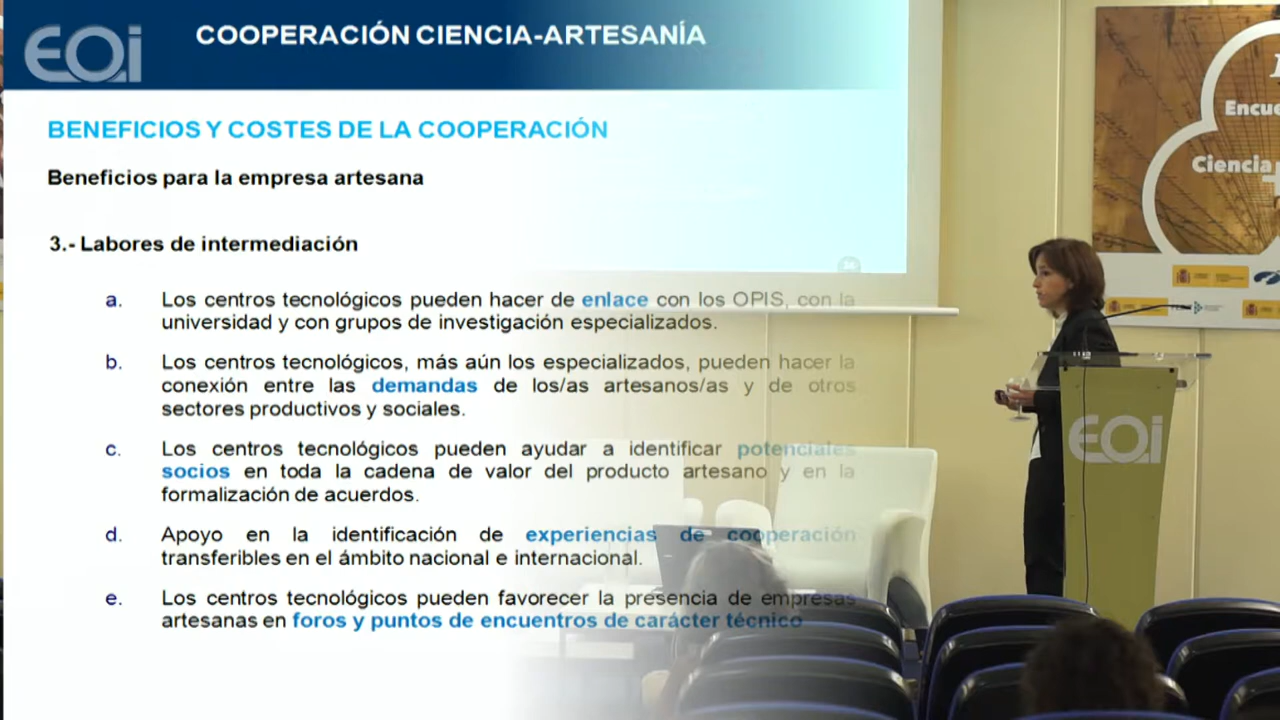 EOi
COOPERACIÓN CIENCIA-ARTESANÍA
BENEFICIOS Y COSTES DE LA COOPERACIÓN
Beneficios para la empresa artesana
3.- Labores de intermediación
a. Los centros tecnológicos pueden hacer de enlace con los OPIS, con la
universidad y con grupos de investigación especializados.
b. Los centros tecnológicos, más aún los especializados, pueden hacer la
conexión entre las demandas de los/as artesanos/as y de otros
sectores productivos y sociales.
c. Los centros tecnológicos pueden ayudar a identificar potenciales
socios en toda la cadena de valor del producto artesano y en la
formalización de acuerdos.
d. Apoyo en la identificación de experiencias de cooperación
transferibles en el ámbito nacional e internacional.
e. Los centros tecnológicos pueden favorecer la presencia de empresas
artesanas en foros y puntos de encuentros de carácter técnico
Encue
Ciencia
EOi